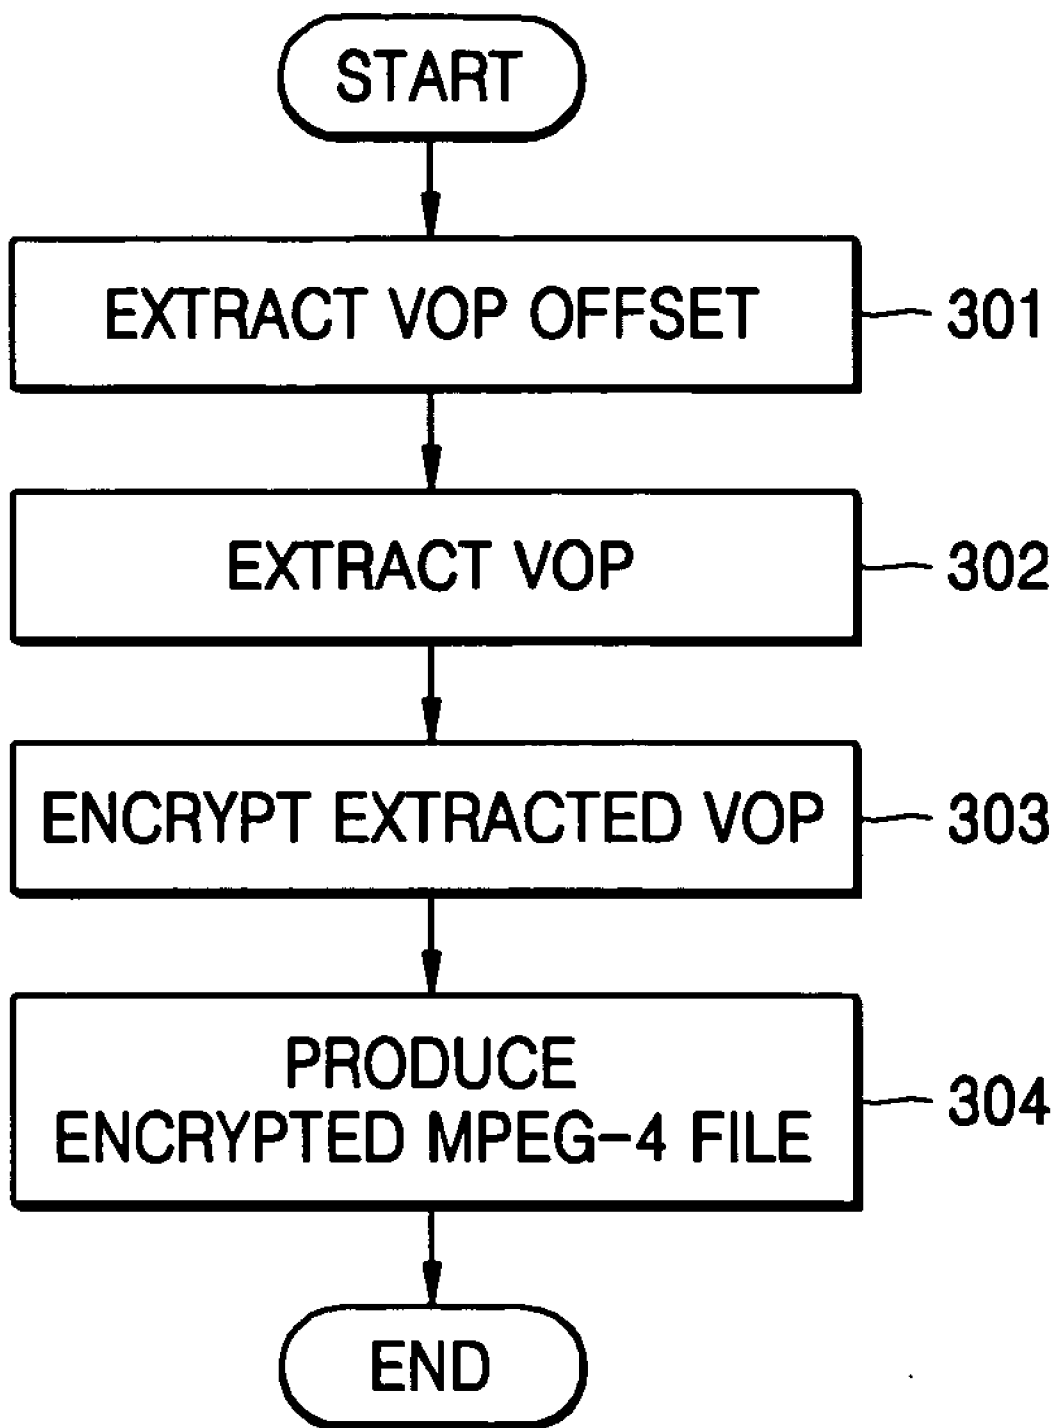 START
EXTRACT VOP OFFSET
301
EXTRACT VOP
302
ENCRYPT EXTRACTED VOP
303
PRODUCE
ENCRYPTED MPEG-4 FILE
304
END